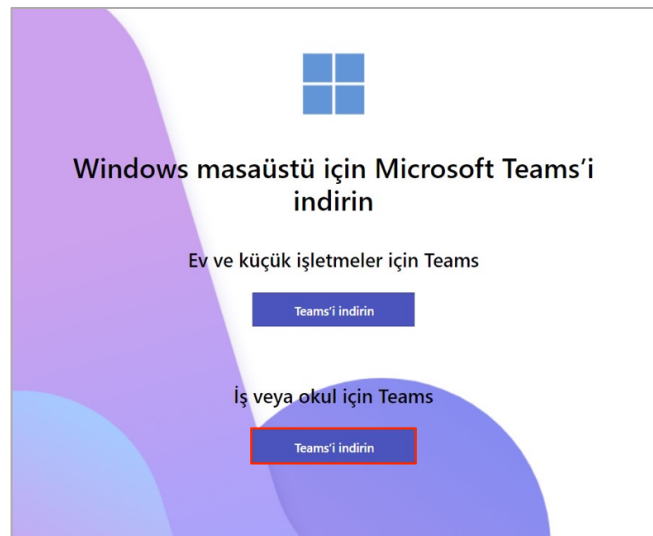 Windows masaüstü için Microsoft Teams’i
indirin
Ev ve küçük işletmeler için Teams
Teams’i indirin
İş veya okul için Teams
Teams’i indirin